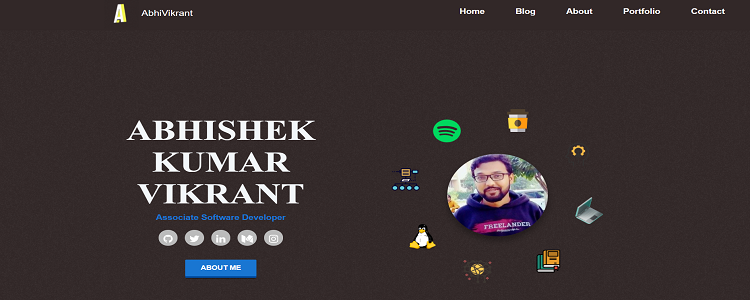 AbhiVikrant
Home Blog About Portfolio Contact
ABHISHEK
KUMAR
VIKRANT
Associate Software Developer
ABOUT ME
FREELANDER